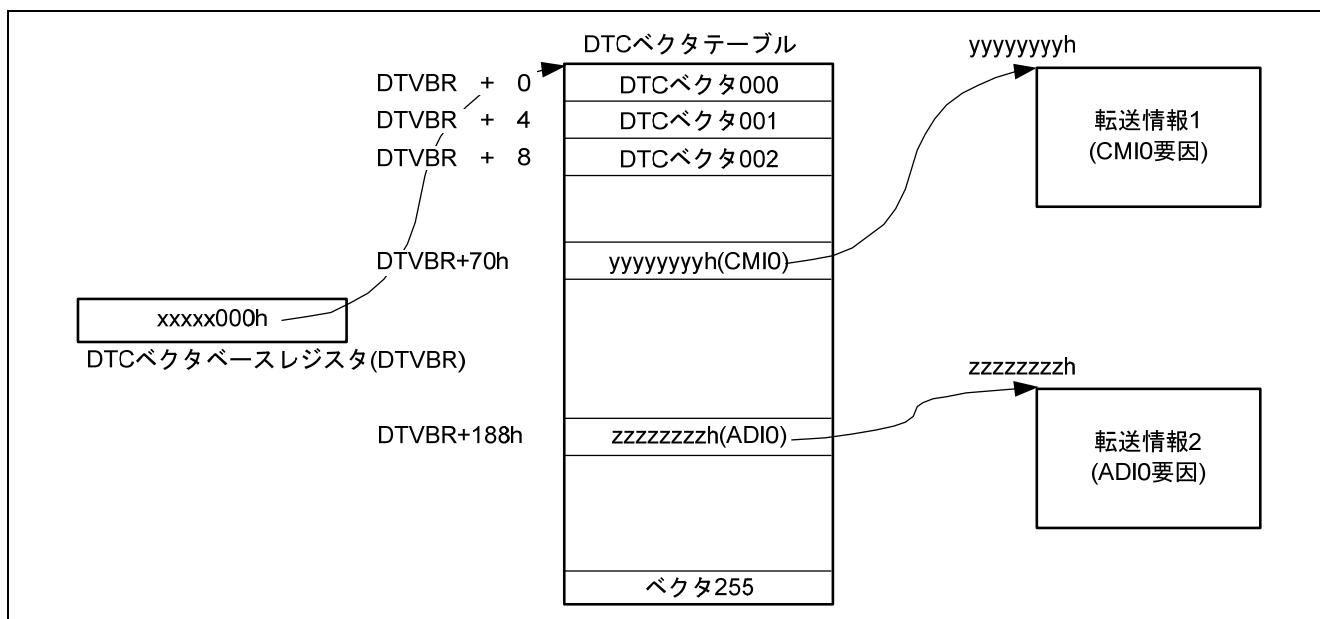 DTCベクタテーブル
yyyyyyyyh
DTVBR + 0
DTCベクタ000
DTVBR + 4
DTCベクタ001
DTVBR + 8
DTCベクタ002
転送情報1
(CMI0要因)
DTVBR+70h
yyyyyyyyh(CMI0)
xxxxx000h
DTCベクタベースレジスタ(DTVBR)
zzzzzzzzh
DTVBR+188h
zzzzzzzzh(ADI0)
転送情報2
(ADI0要因)
ベクタ255